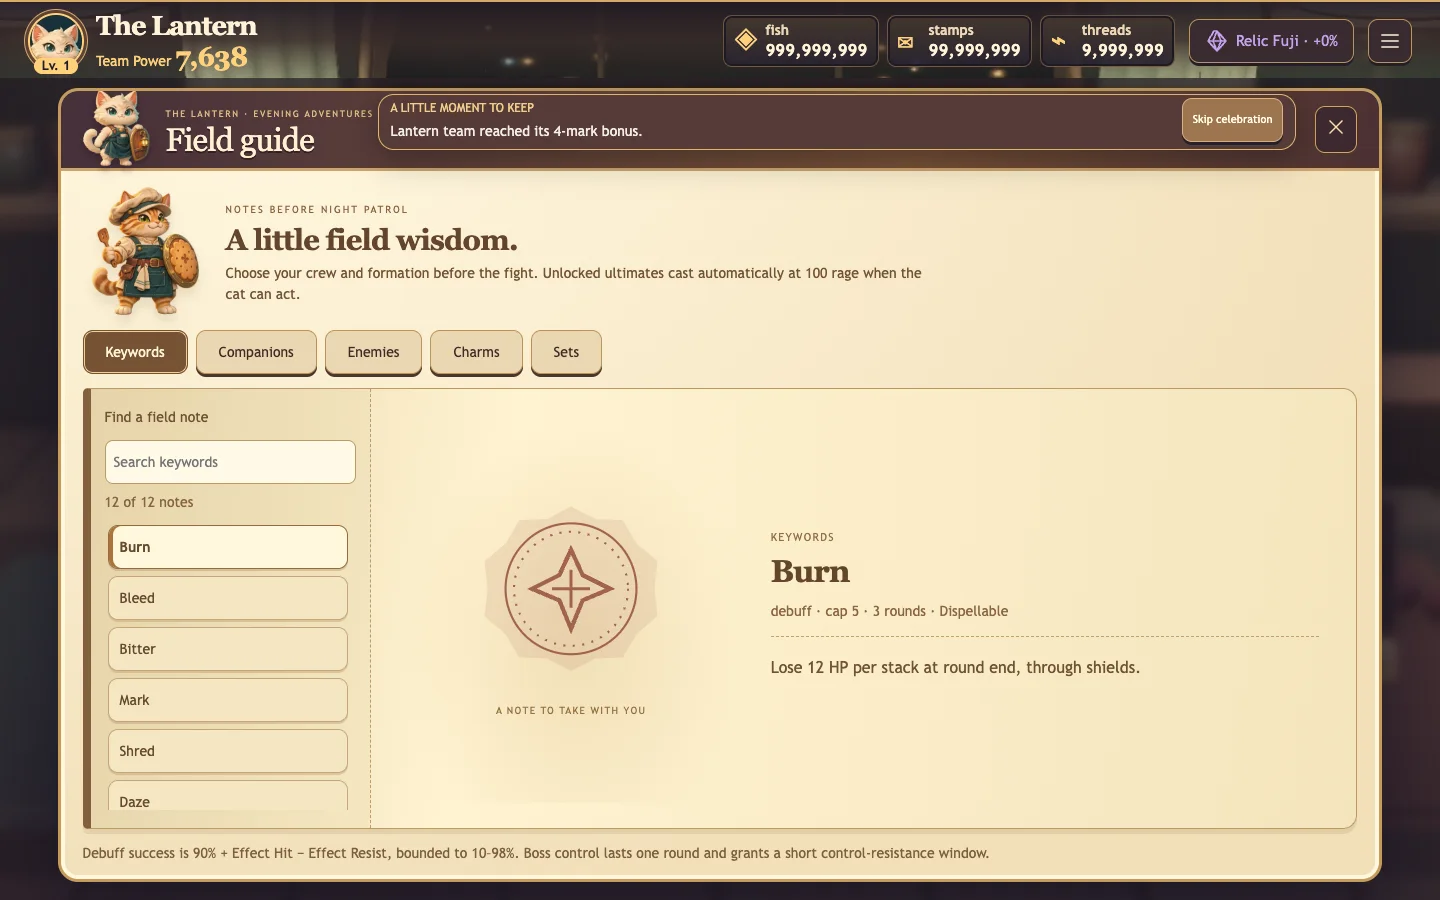 The Lantern
Lv. 1
Team Power 7,638
fish
999,999,999
stamps
99,999,999
threads
9,999,999
Relic Fuji · +0%
THE LANTERN · EVENING ADVENTURES
Field guide
A LITTLE MOMENT TO KEEP
Lantern team reached its 4-mark bonus.
Skip celebration
NOTES BEFORE NIGHT PATROL
A little field wisdom.
Choose your crew and formation before the fight. Unlocked ultimates cast automatically at 100 rage when the
cat can act.
Keywords
Companions
Enemies
Charms
Sets
Find a field note
Search keywords
12 of 12 notes
Burn
Bleed
Bitter
Mark
Shred
Daze
A NOTE TO TAKE WITH YOU
KEYWORDS
Burn
debuff · cap 5 · 3 rounds · Dispellable
Lose 12 HP per stack at round end, through shields.
Debuff success is 90% + Effect Hit − Effect Resist, bounded to 10–98%. Boss control lasts one round and grants a short control-resistance window.